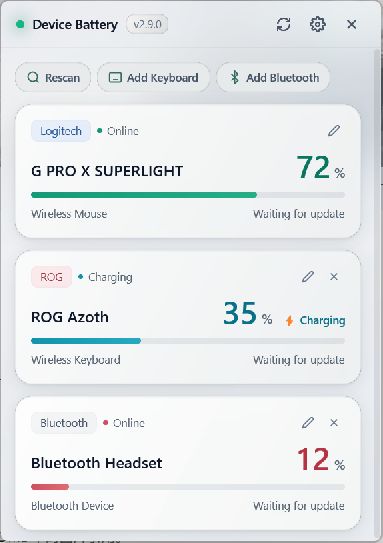 Device Battery v2.9.0
Rescan Add Keyboard Add Bluetooth
Logitech Online
G PRO X SUPERLIGHT 72 %
Wireless Mouse Waiting for update
ROG Charging
ROG Azoth 35 % Charging
Wireless Keyboard Waiting for update
Bluetooth Online
Bluetooth Headset 12 %
Bluetooth Device Waiting for update